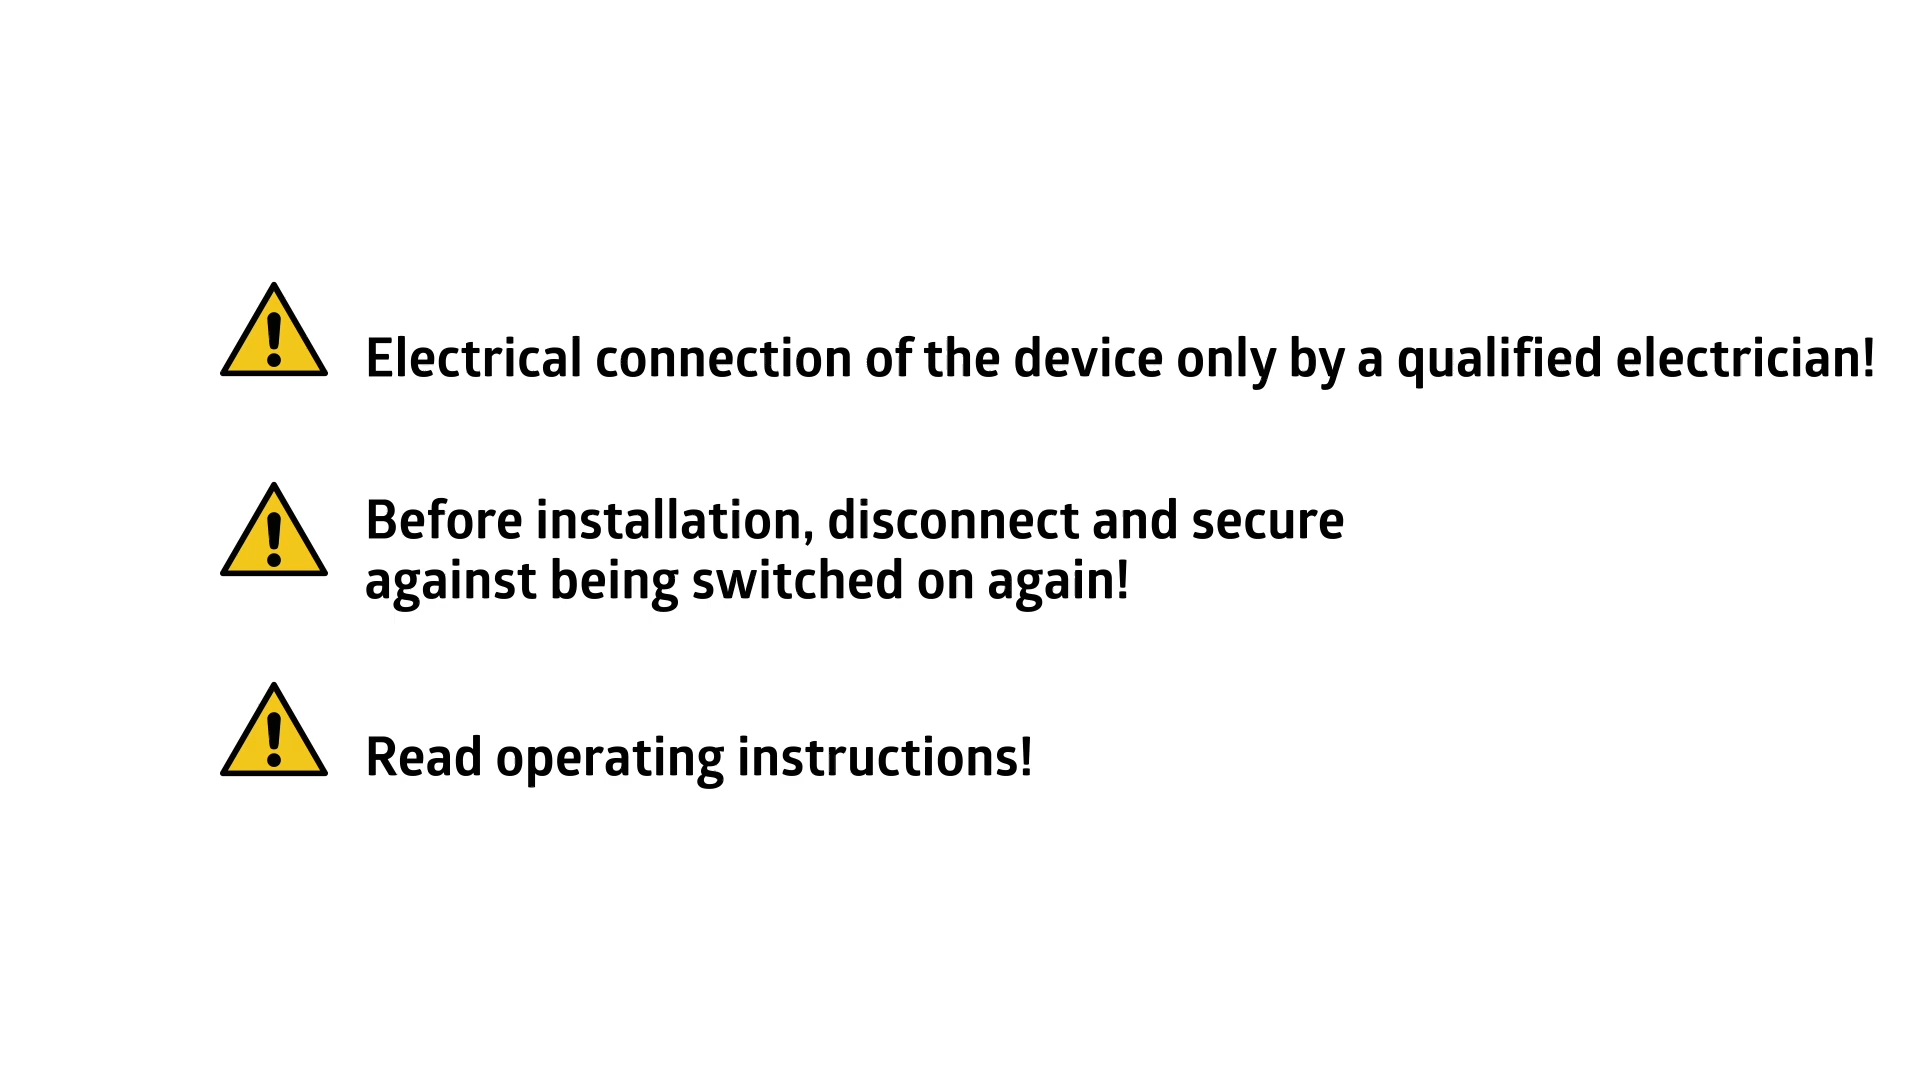 Electrical connection of the device only by a qualified electrician!
Before installation, disconnect and secure
against being switched on again!
Read operating instructions!